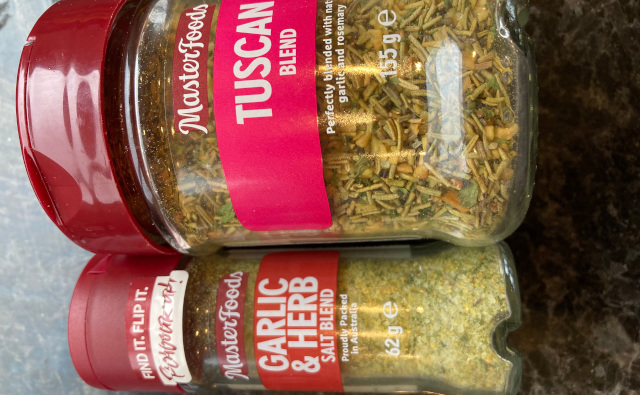 MasterFoods
TUSCAN
BLEND
Perfectly blended with nat
garlic and rosemary
155 g e
FIND IT. FLIP IT.
MasterFoods
GARLIC
& HERB
SALT BLEND
Proudly Packed
in Australia
62 g e